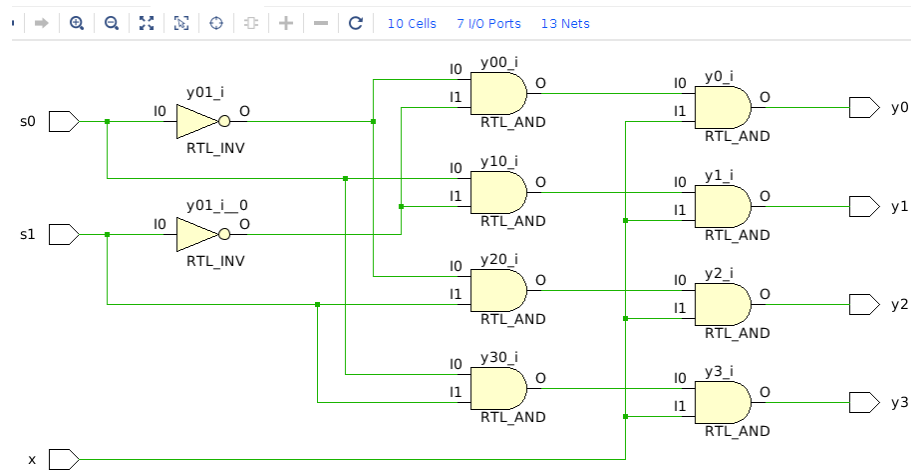 10 Cells 7 I/O Ports 13 Nets
y00_i
I0 O
I1
RTL_AND
y0_i
I0 O
I1
RTL_AND
y0
y01_i
s0 I0 O
RTL_INV
y10_i
I0 O
I1
RTL_AND
y1_i
I0 O
I1
RTL_AND
y1
y01_i__0
s1 I0 O
RTL_INV
y20_i
I0 O
I1
RTL_AND
y2_i
I0 O
I1
RTL_AND
y2
y30_i
I0 O
I1
RTL_AND
y3_i
I0 O
I1
RTL_AND
y3
x